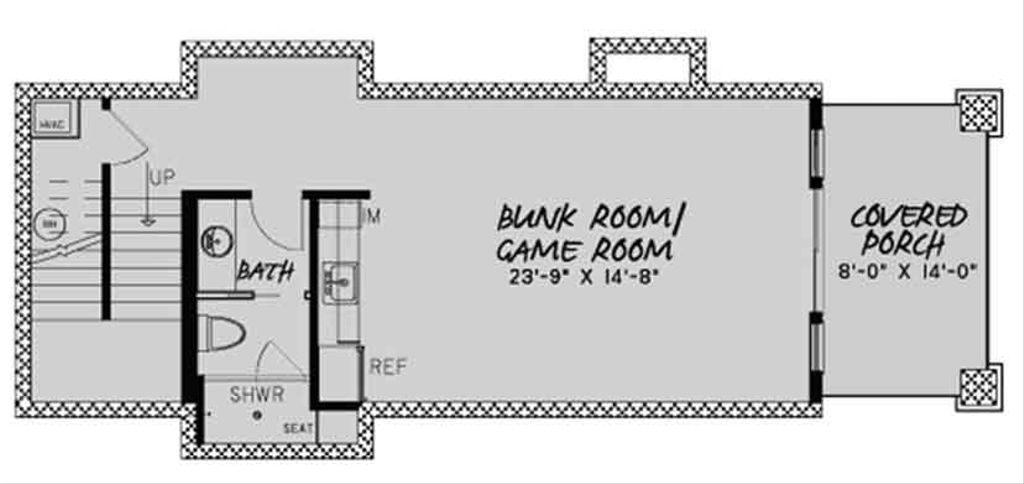 HVAC
UP
WH
IM
BUNK ROOM/
GAME ROOM
23'-9" X 14'-8"
COVERED
PORCH
8'-0" X 14'-0"
BATH
REF
SHWR
SEAT